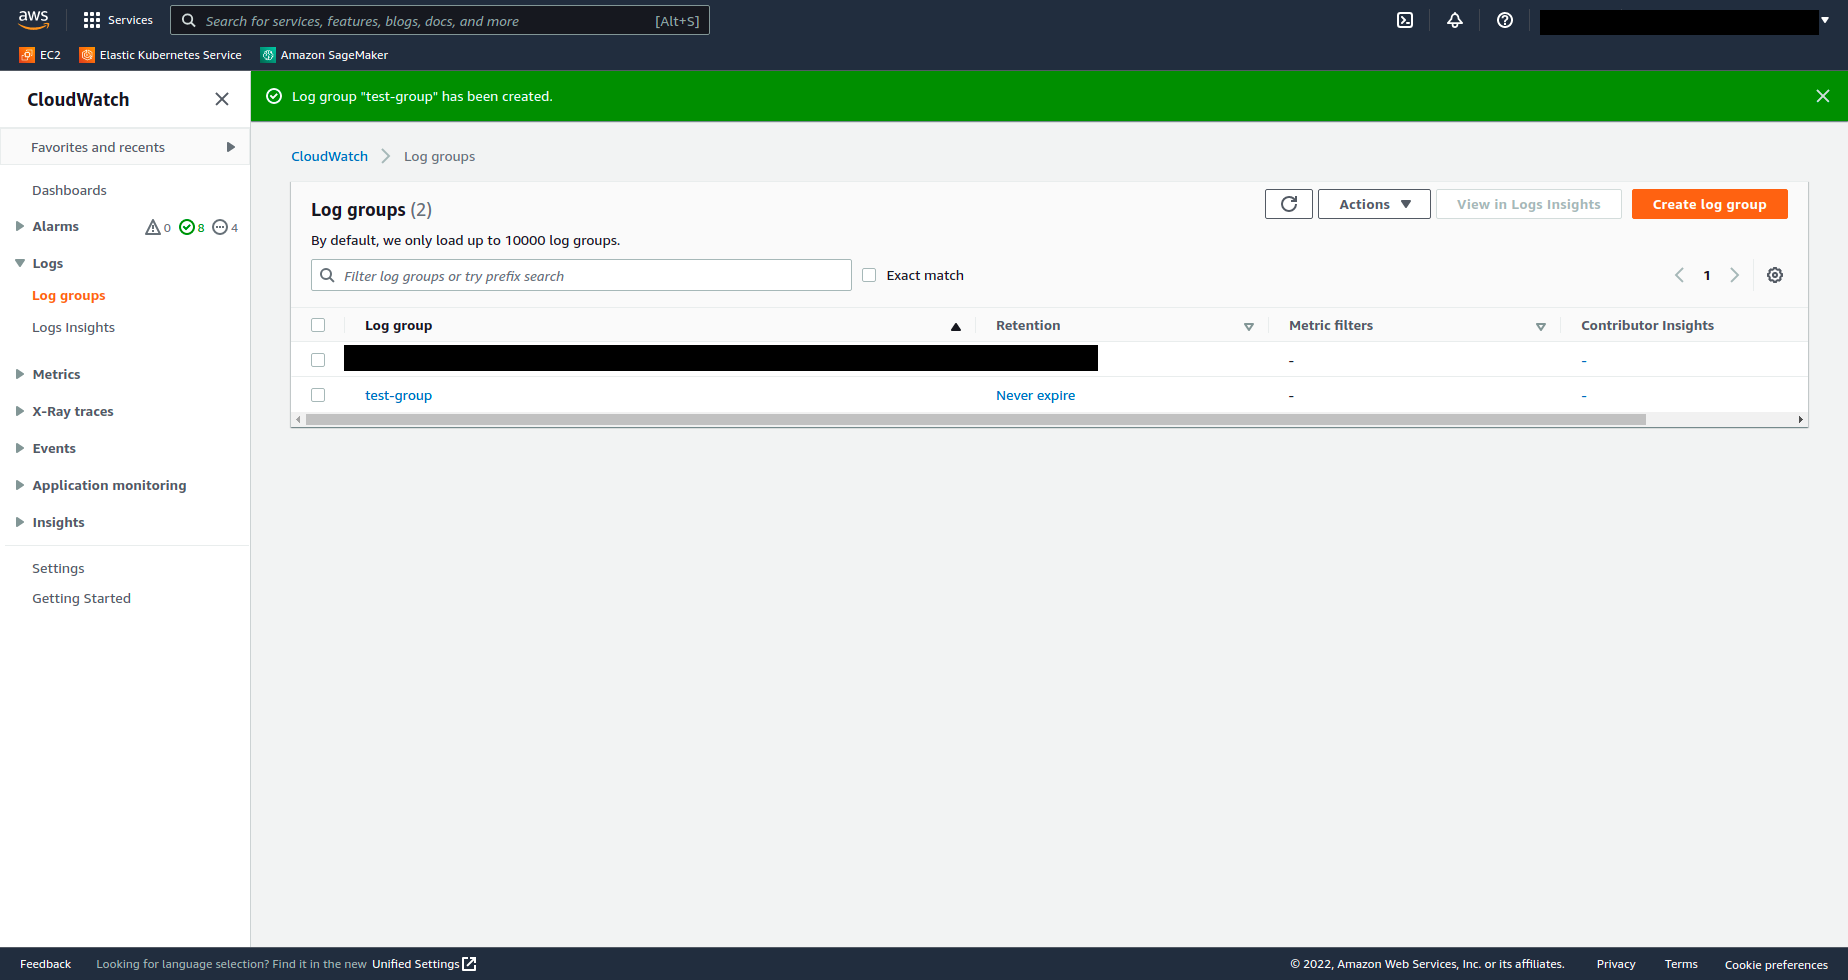 aws
Services
Search for services, features, blogs, docs, and more
[Alt+S]
EC2
Elastic Kubernetes Service
Amazon SageMaker
CloudWatch
Log group "test-group" has been created.
Favorites and recents
CloudWatch
Log groups
Dashboards
Alarms
0
8
4
Logs
Log groups
Logs Insights
Metrics
X-Ray traces
Events
Application monitoring
Insights
Settings
Getting Started
Log groups (2)
Actions
View in Logs Insights
Create log group
By default, we only load up to 10000 log groups.
Filter log groups or try prefix search
Exact match
1
Log group
Retention
Metric filters
Contributor Insights
-
-
test-group
Never expire
-
-
Feedback
Looking for language selection? Find it in the new Unified Settings
© 2022, Amazon Web Services, Inc. or its affiliates.
Privacy
Terms
Cookie preferences